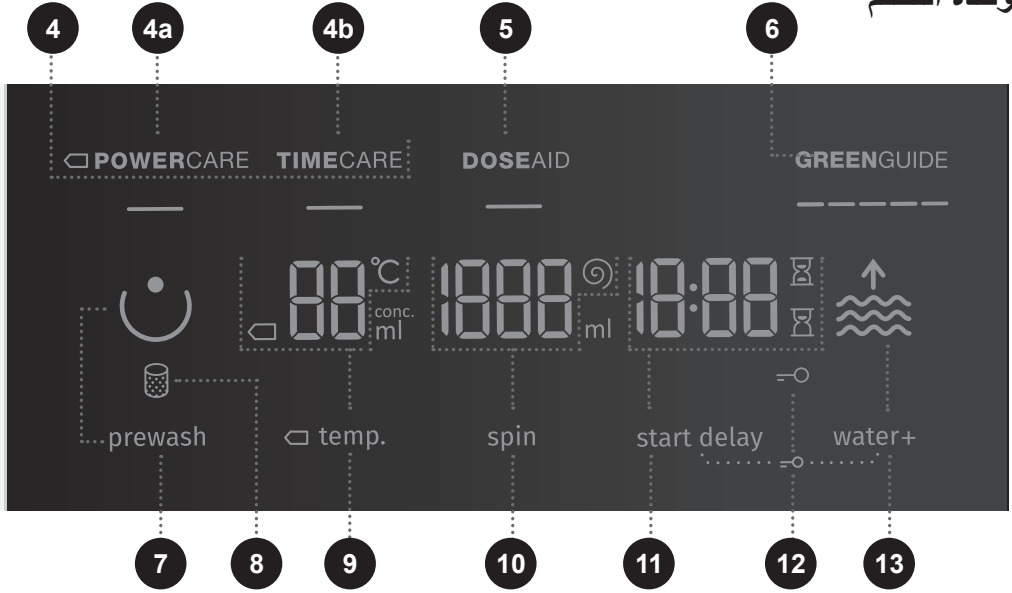 4 4a 4b 5 6
POWERCARE TIMECARE DOSEAID GREENGUIDE
88 °C 1888 18:88
conc.
ml ml
prewash temp. spin start delay water+
7 8 9 10 11 12 13